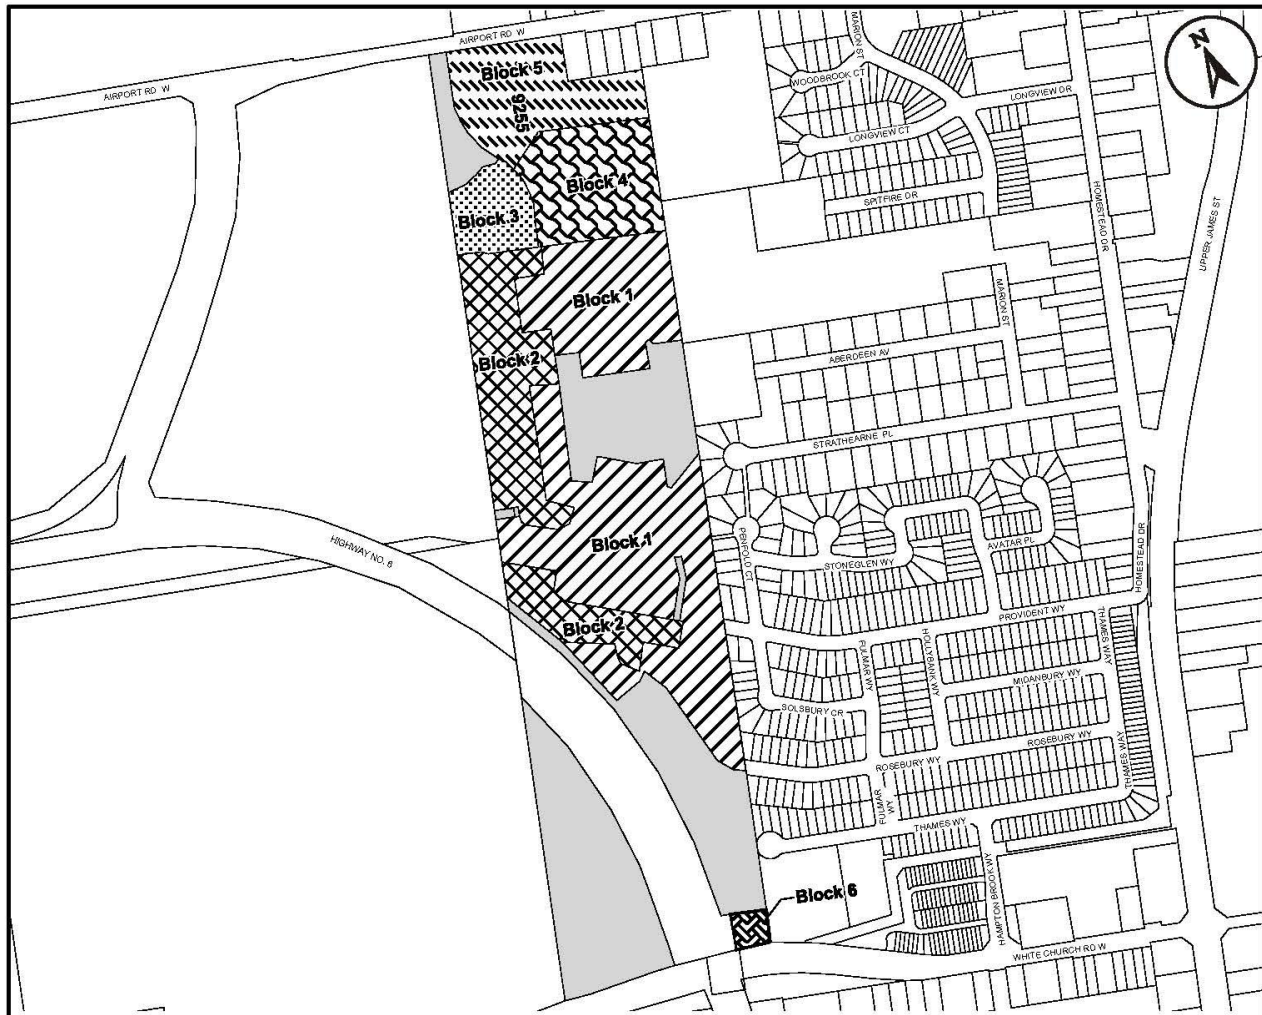 AIRPORT RD W
MARION ST
N
AIRPORT RD W
Block 5
WOODBROOK CT
LONGVIEW DR
9255
LONGVIEW CT
Block 4
SPITFIRE DR
HOMESTEAD DR
Block 3
UPPER JAMES ST
Block 1
MARION ST
Block 2
ABERDEEN AV
STRATHEARNE PL
HIGHWAY NO. 6
Block 1
PENFOLD CT
STONEGLEN WY
AVATAR PL
HOMESTEAD DR
Block 2
PROVIDENT WY
THAMES WAY
FULMAR WY
HOLLYBANK WY
MIDANBURY WY
SOLSBURY CR
ROSEBURY WY
ROSEBURY WY
THAMES WAY
FULMAR
WY
THAMES WY
Block 6
HAMPTON BROOK WY
WHITE CHURCH RD W